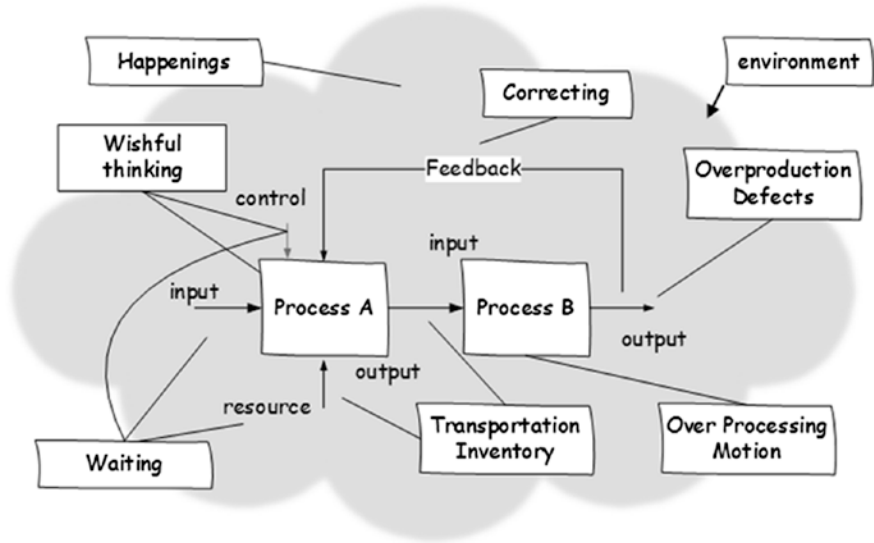 Happenings
environment
Correcting
Wishful
thinking
Feedback
Overproduction
Defects
control
input
input
Process A
Process B
output
output
resource
Transportation
Inventory
Over Processing
Motion
Waiting